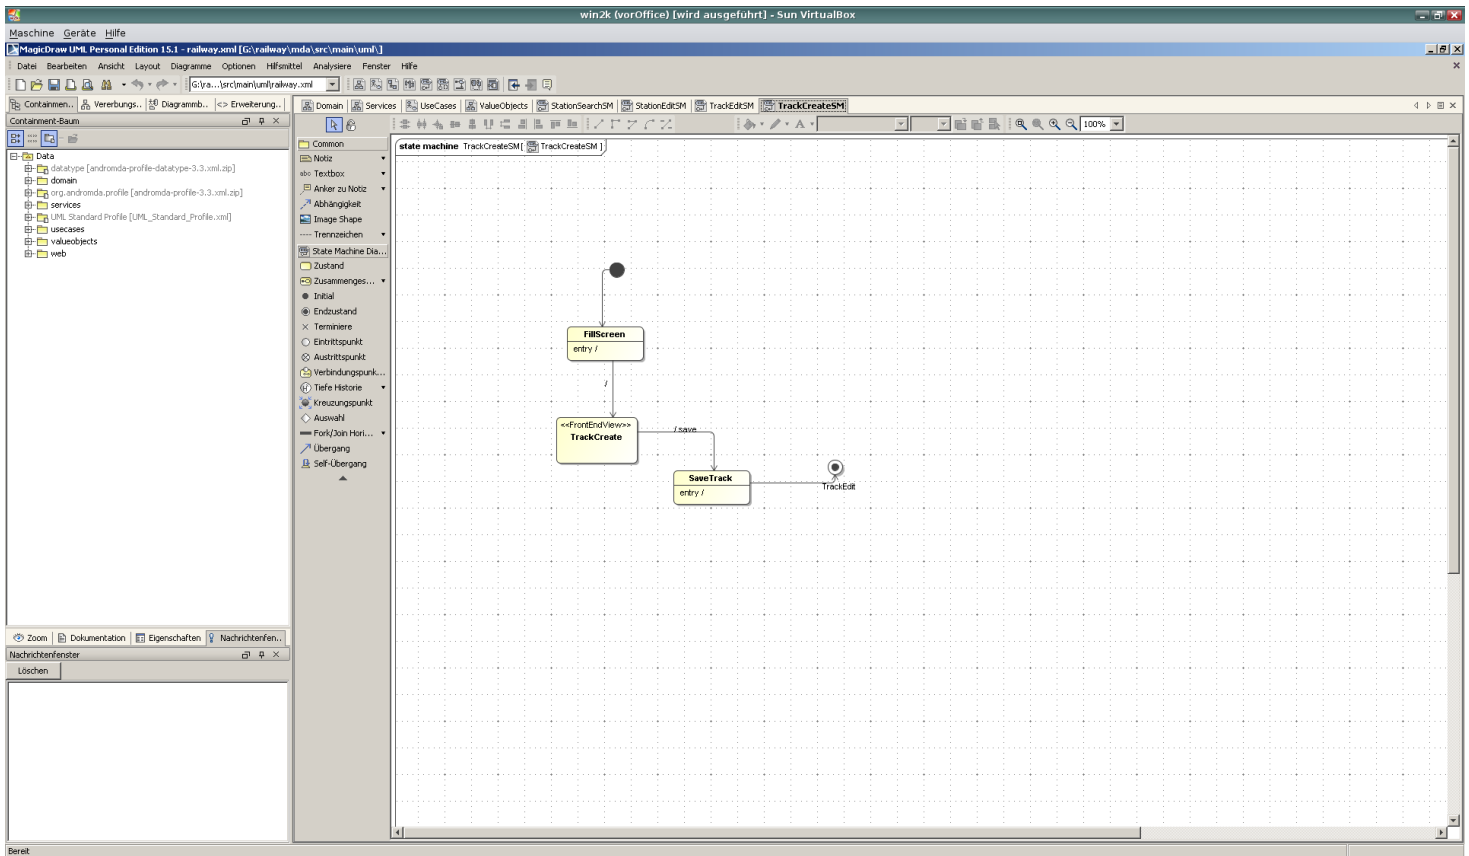 win2k (vorOffice) [wird ausgeführt] - Sun VirtualBox
Maschine Geräte Hilfe
MagicDraw UML Personal Edition 15.1 - railway.xml [G:\railway\mda\src\main\uml\]
Datei Bearbeiten Ansicht Layout Diagramme Optionen Hilfsmittel Analysiere Fenster Hilfe
G:\ra...\src\main\uml\railway.xml
Containmen.. Vererbungs.. Diagrammb.. <> Erweiterung..
Domain Services UseCases ValueObjects StationSearchSM StationEditSM TrackEditSM TrackCreateSM
Containment-Baum
100%
Data
datatype [andromda-profile-datatype-3.3.xml.zip]
domain
org.andromda.profile [andromda-profile-3.3.xml.zip]
services
UML Standard Profile [UML_Standard_Profile.xml]
usecases
valueobjects
web
Common
Notiz
abc Textbox
Anker zu Notiz
Abhängigkeit
Image Shape
Trennzeichen
State Machine Dia...
Zustand
Zusammenges...
Initial
Endzustand
Terminiere
Eintrittspunkt
Austrittspunkt
Verbindungspunk...
Tiefe Historie
Kreuzungspunkt
Auswahl
Fork/Join Hori...
Übergang
Self-Übergang
state machine TrackCreateSM [ TrackCreateSM ]
FillScreen
entry /
/
<<FrontEndView>>
TrackCreate
/ save
SaveTrack
entry /
TrackEdit
Zoom Dokumentation Eigenschaften Nachrichtenfen..
Nachrichtenfenster
Löschen
Bereit